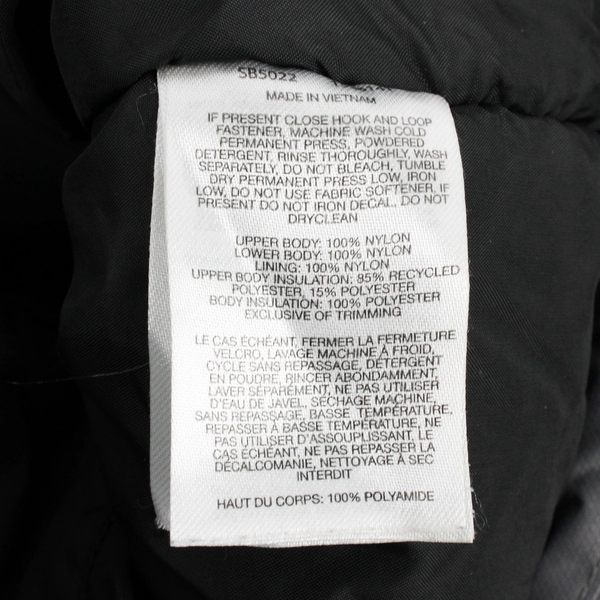 SB5022
MADE IN VIETNAM
IF PRESENT CLOSE HOOK AND LOOP
FASTENER, MACHINE WASH COLD
PERMANENT PRESS, POWDERED
DETERGENT, RINSE THOROUGHLY, WASH
SEPARATELY, DO NOT BLEACH, TUMBLE
DRY PERMANENT PRESS LOW, IRON
LOW, DO NOT USE FABRIC SOFTENER, IF
PRESENT DO NOT IRON DECAL, DO NOT
DRYCLEAN
UPPER BODY: 100% NYLON
LOWER BODY: 100% NYLON
LINING: 100% NYLON
UPPER BODY INSULATION: 85% RECYCLED
POLYESTER, 15% POLYESTER
BODY INSULATION: 100% POLYESTER
EXCLUSIVE OF TRIMMING
LE CAS ÉCHÉANT, FERMER LA FERMETURE
VELCRO, LAVAGE MACHINE À FROID,
CYCLE SANS REPASSAGE, DÉTERGENT
EN POUDRE, RINCER ABONDAMMENT,
LAVER SÉPARÉMENT, NE PAS UTILISER
D'EAU DE JAVEL, SÉCHAGE MACHINE,
SANS REPASSAGE, BASSE TEMPÉRATURE,
REPASSER À BASSE TEMPÉRATURE, NE
PAS UTILISER D'ASSOUPLISSANT, LE
CAS ÉCHÉANT, NE PAS REPASSER LA
DÉCALCOMANIE, NETTOYAGE À SEC
INTERDIT
HAUT DU CORPS: 100% POLYAMIDE